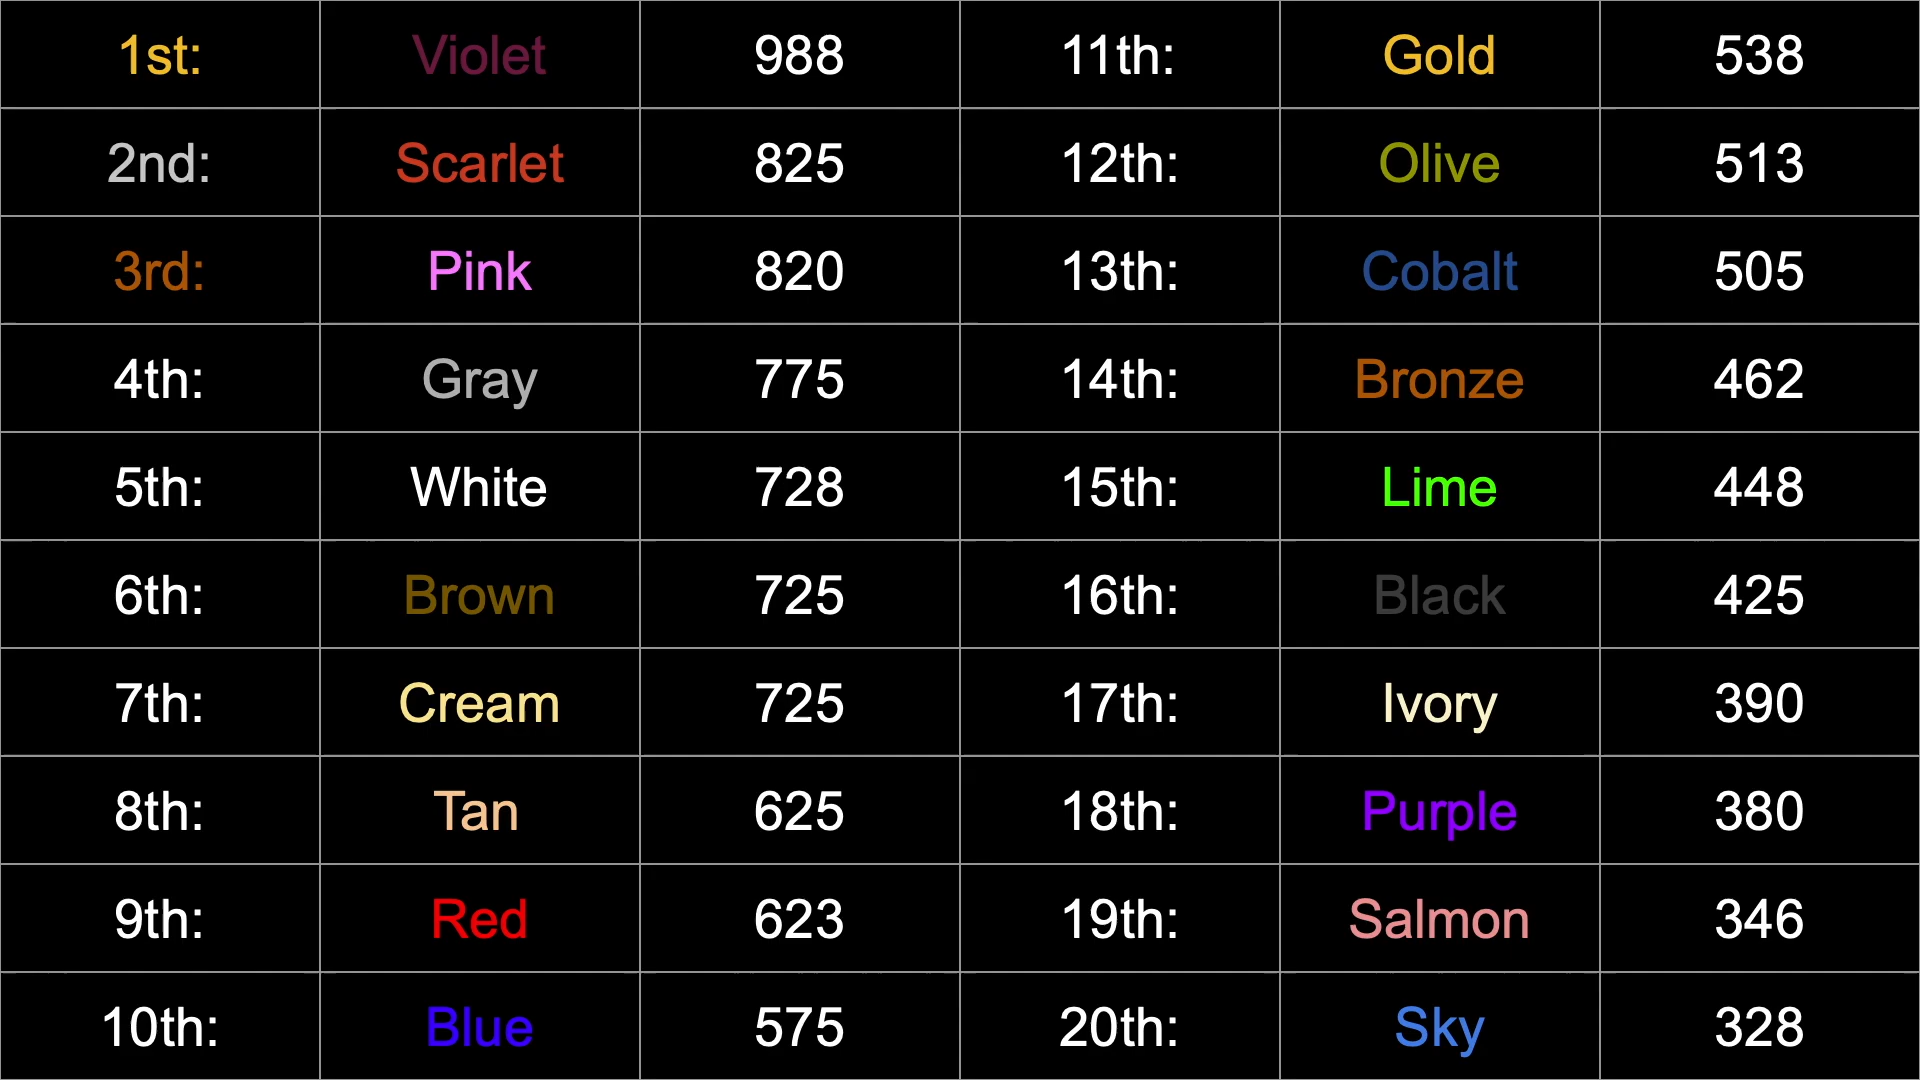 1st: Violet 988 11th: Gold 538
2nd: Scarlet 825 12th: Olive 513
3rd: Pink 820 13th: Cobalt 505
4th: Gray 775 14th: Bronze 462
5th: White 728 15th: Lime 448
6th: Brown 725 16th: Black 425
7th: Cream 725 17th: Ivory 390
8th: Tan 625 18th: Purple 380
9th: Red 623 19th: Salmon 346
10th: Blue 575 20th: Sky 328